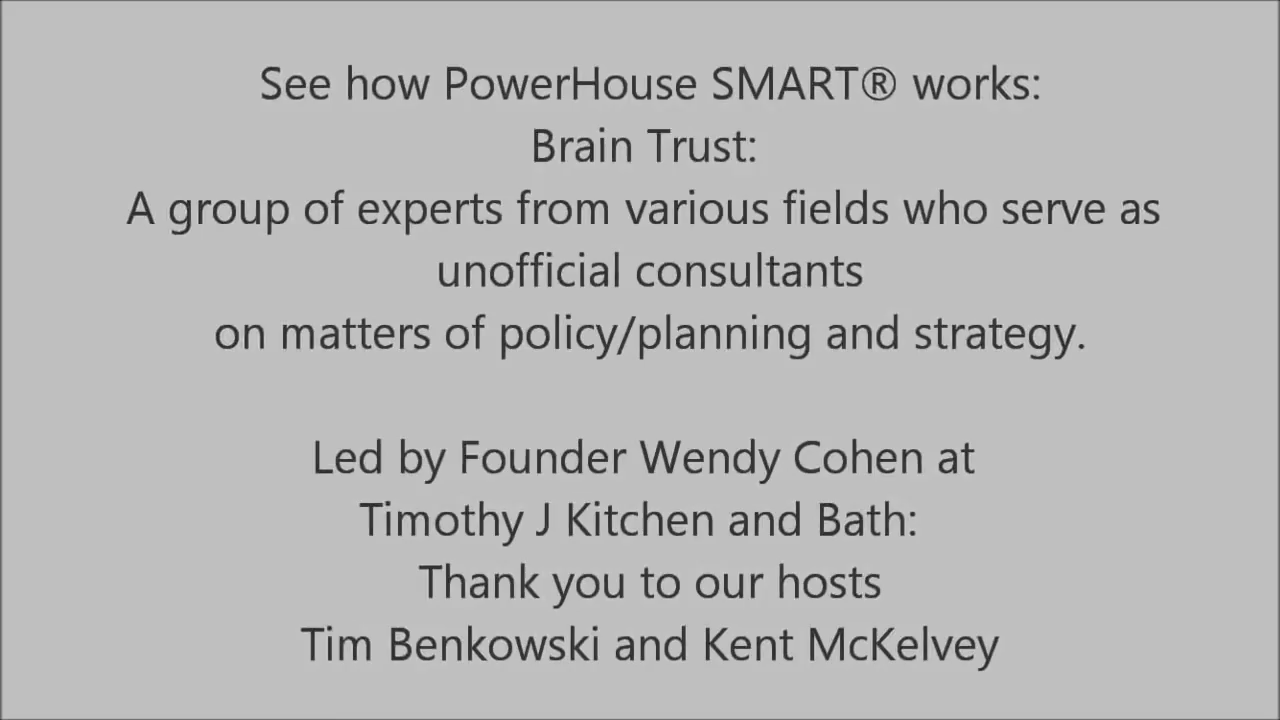 See how PowerHouse SMART® works:
Brain Trust:
A group of experts from various fields who serve as
unofficial consultants
on matters of policy/planning and strategy.
Led by Founder Wendy Cohen at
Timothy J Kitchen and Bath:
Thank you to our hosts
Tim Benkowski and Kent McKelvey